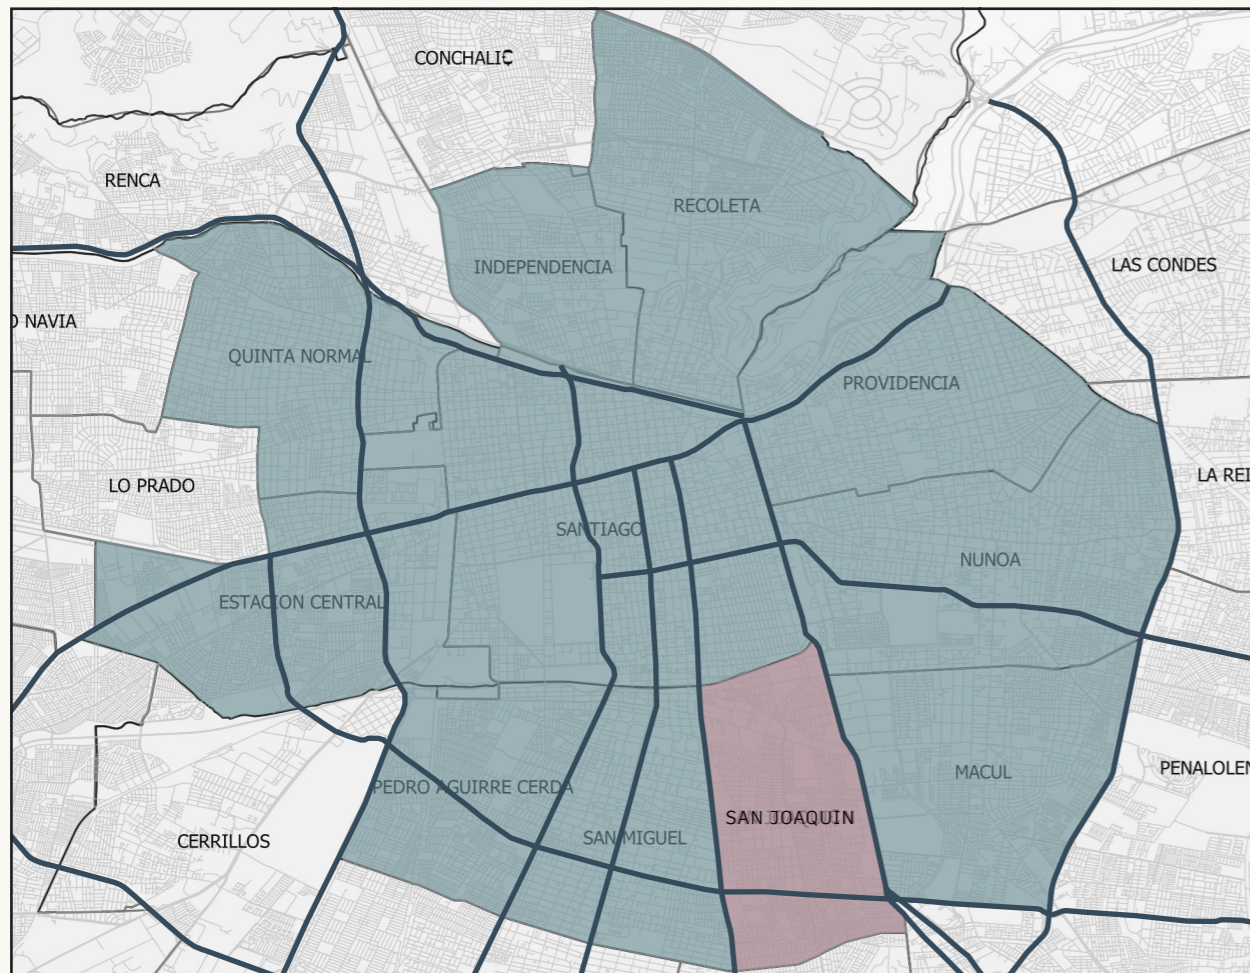 CONCHALIC
RENCA
RECOLETA
INDEPENDENCIA
LAS CONDES
O NAVIA
QUINTA NORMAL
PROVIDENCIA
LO PRADO
LA REI
SANTIAGO
NUNOA
ESTACION CENTRAL
PENALOLEN
MACUL
PEDRO AGUIRRE CERDA
SAN JOAQUIN
CERRILLOS
SAN MIGUEL